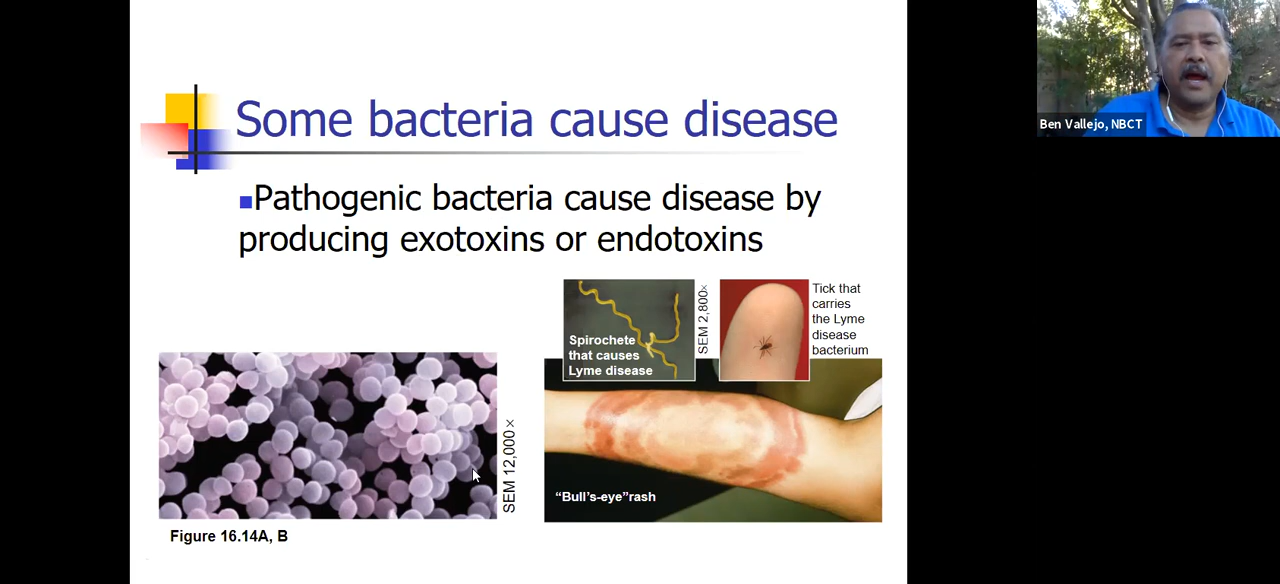 Some bacteria cause disease
Pathogenic bacteria cause disease by
producing exotoxins or endotoxins
Spirochete
that causes
Lyme disease
SEM 2,800×
Tick that
carries
the Lyme
disease
bacterium
SEM 12,000×
"Bull's-eye"rash
Figure 16.14A, B
Ben Vallejo, NBCT